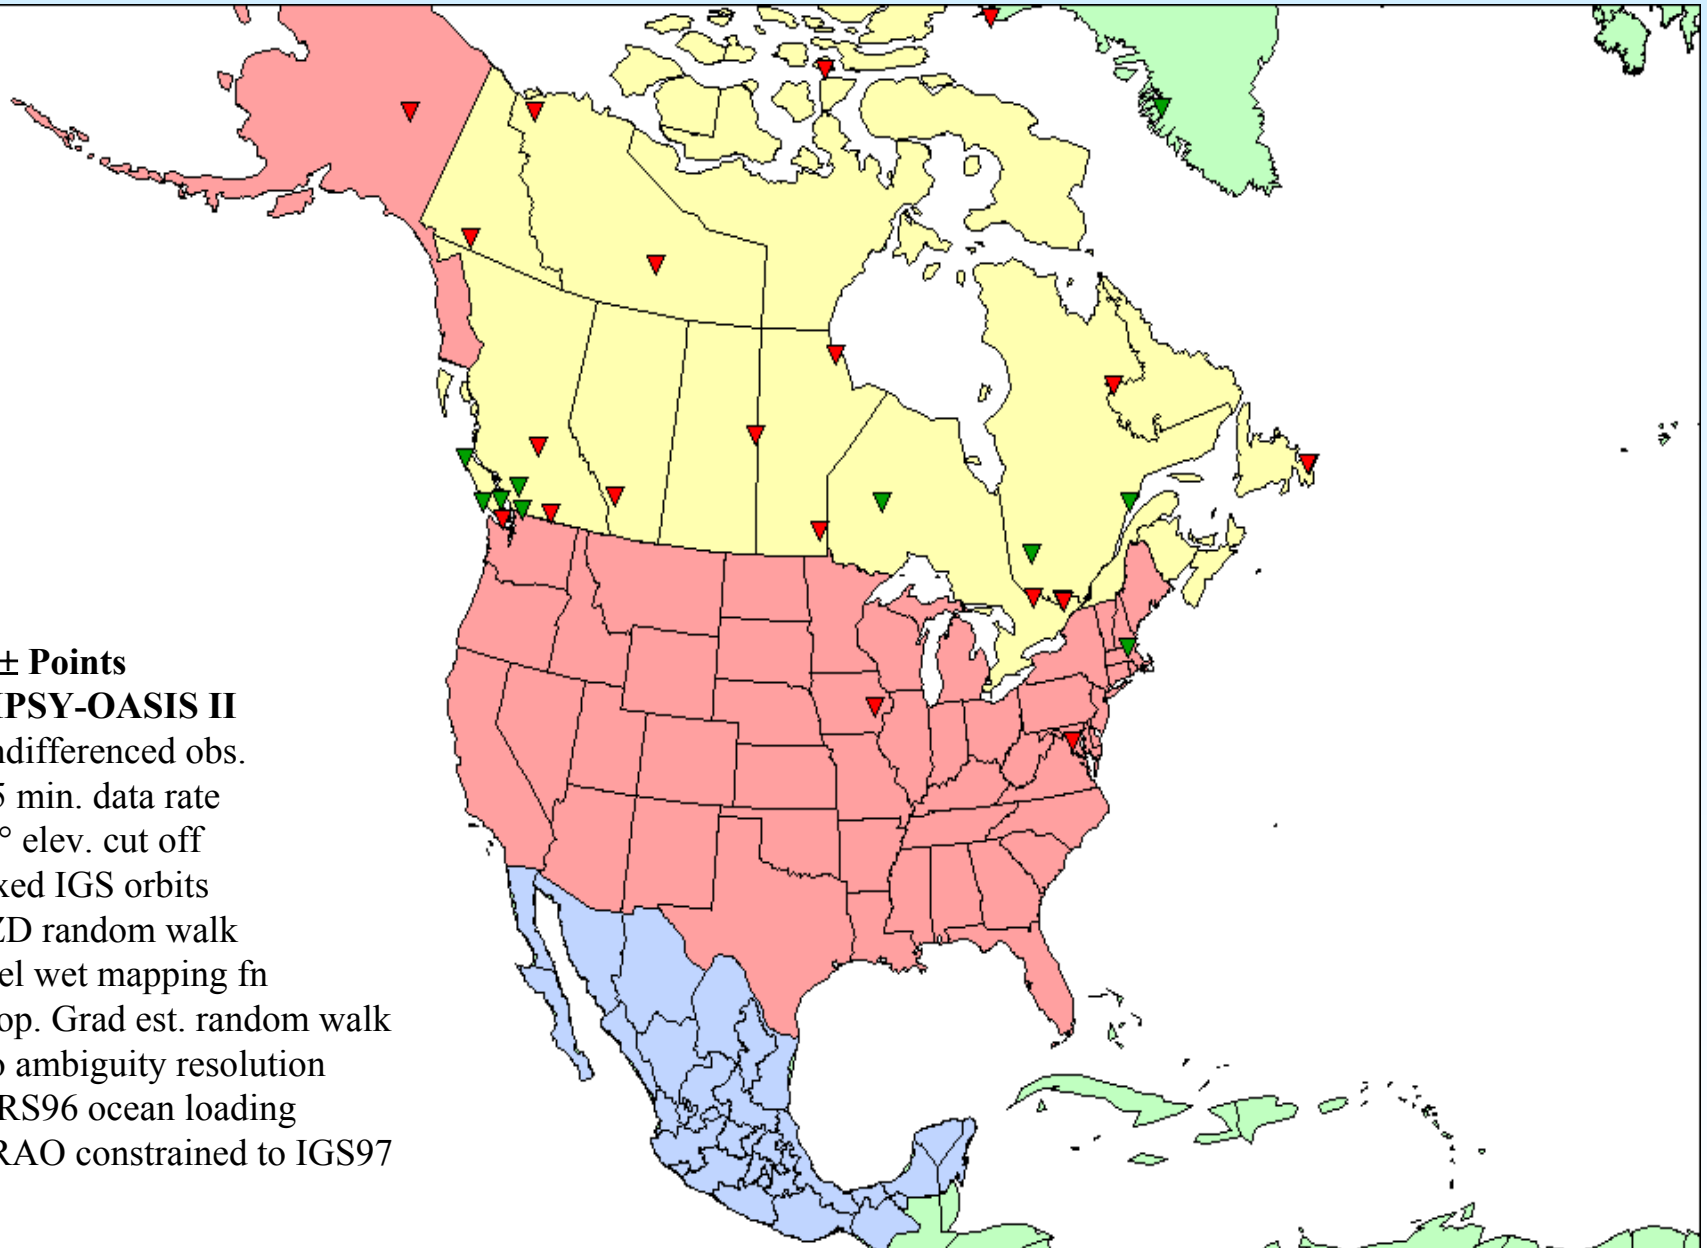 ± Points
IPSY-OASIS II
ndifferenced obs.
5 min. data rate
° elev. cut off
xed IGS orbits
ZD random walk
el wet mapping fn
op. Grad est. random walk
o ambiguity resolution
RS96 ocean loading
RAO constrained to IGS97